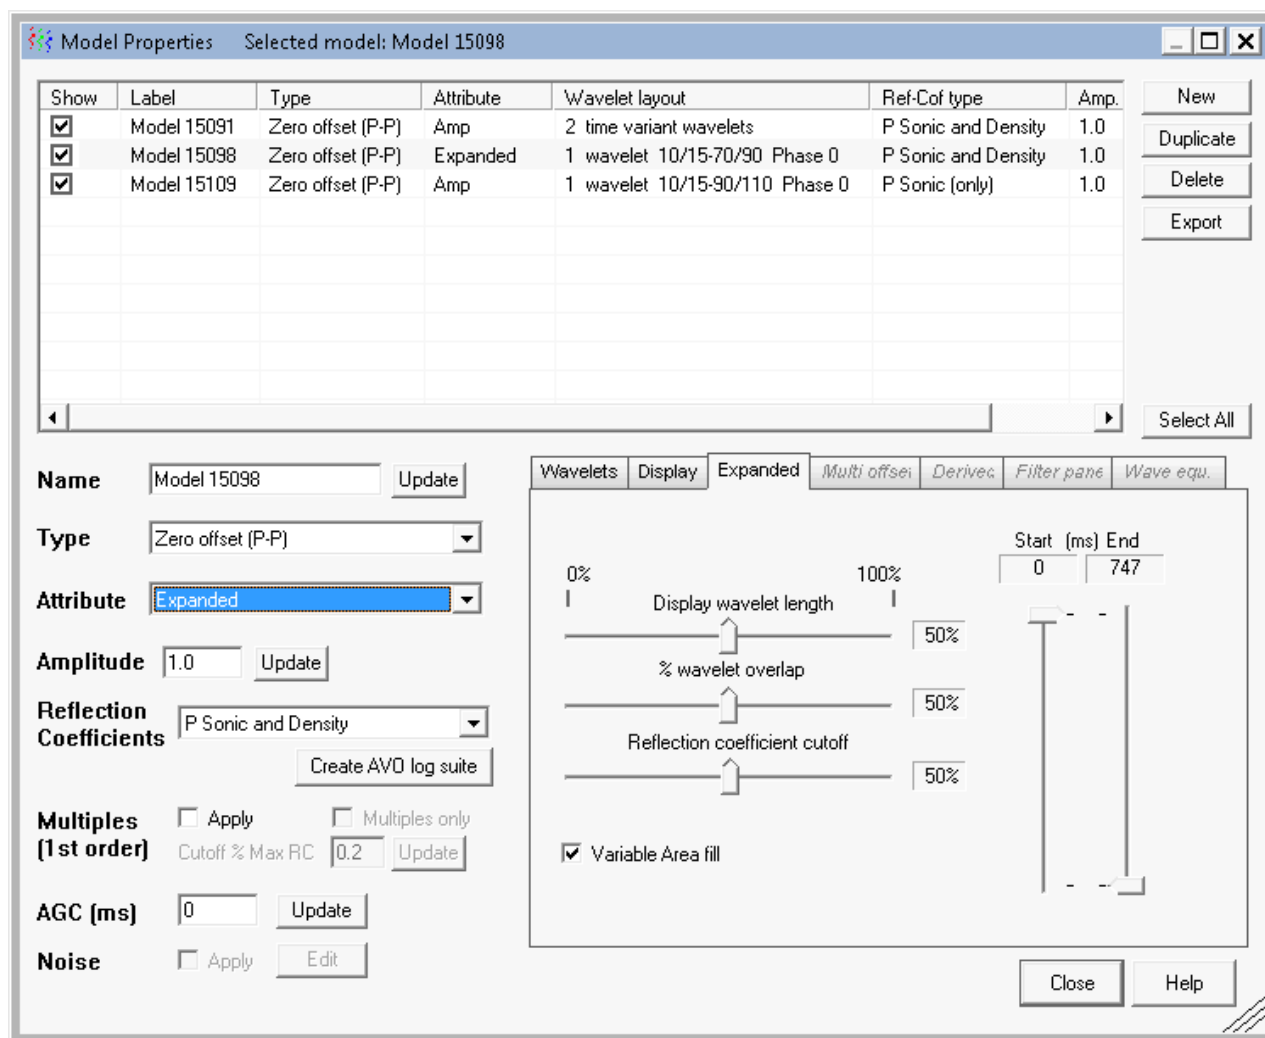 Model Properties Selected model: Model 15098
Show Label Type Attribute Wavelet layout Ref-Cof type Amp.
Model 15091 Zero offset (P-P) Amp 2 time variant wavelets P Sonic and Density 1.0
Model 15098 Zero offset (P-P) Expanded 1 wavelet 10/15-70/90 Phase 0 P Sonic and Density 1.0
Model 15109 Zero offset (P-P) Amp 1 wavelet 10/15-90/110 Phase 0 P Sonic (only) 1.0
New
Duplicate
Delete
Export
Select All
Name Model 15098 Update
Type Zero offset (P-P)
Attribute Expanded
Amplitude 1.0 Update
Reflection
Coefficients P Sonic and Density
Create AVO log suite
Multiples Apply Multiples only
(1st order) Cutoff % Max RC 0.2 Update
AGC (ms) 0 Update
Noise Apply Edit
Wavelets Display Expanded Multi offset Derived Filter pane Wave equ.
Start (ms) End
0 747
0% 100%
Display wavelet length
50%
% wavelet overlap
50%
Reflection coefficient cutoff
50%
Variable Area fill
Close Help